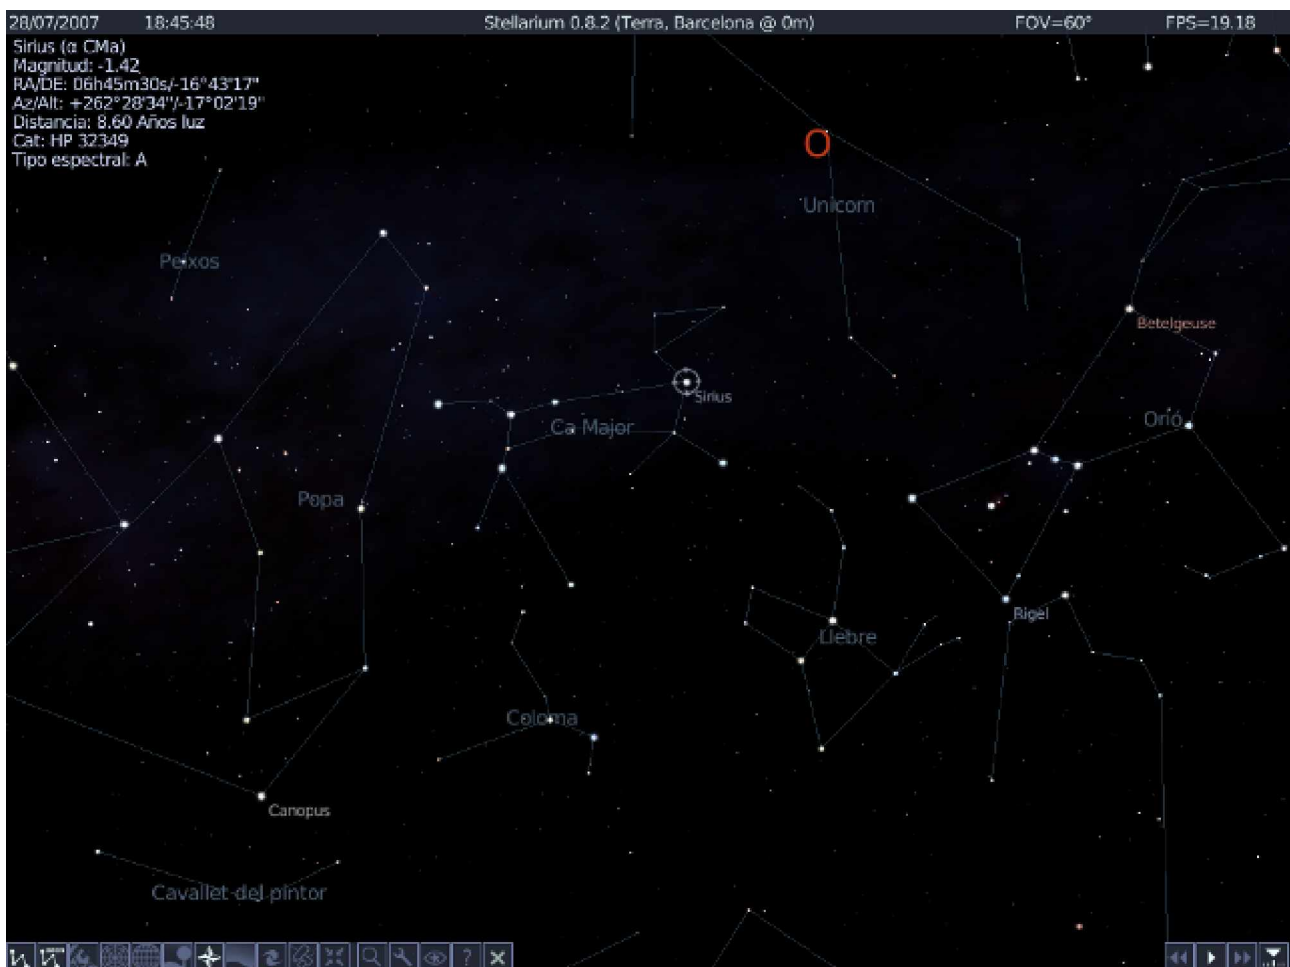 28/07/2007 18:45:48 Stellarium 0.8.2 (Terra, Barcelona @ 0m) FOV=60° FPS=19.18
Sirius (α CMa)
Magnitud: -1.42
RA/DE: 06h45m30s/-16°43'17"
Az/Alt: +262°28'34"/-17°02'19"
Distancia: 8.60 Años luz
Cat: HP 32349
Tipo espectral: A
O
Unicorn
Peixos
Betelgeuse
Sirius
Orió
Ca Major
Popa
Rigel
Llebre
Coloma
Canopus
Cavallet del pintor
?